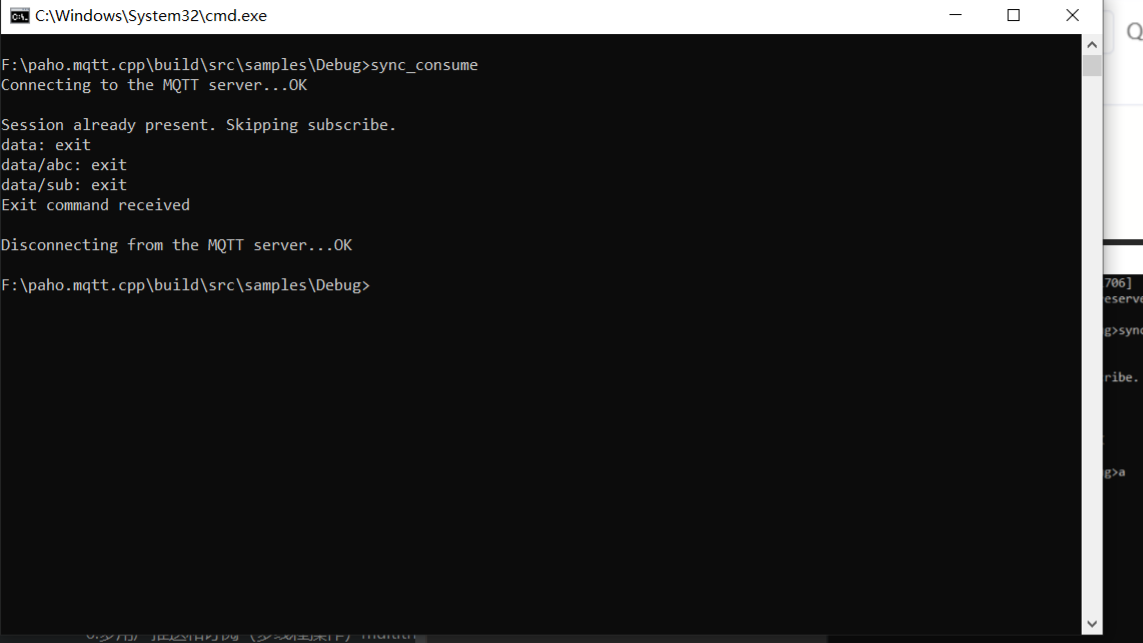 C:\Windows\System32\cmd.exe
F:\paho.mqtt.cpp\build\src\samples\Debug>sync_consume
Connecting to the MQTT server...OK
Session already present. Skipping subscribe.
data: exit
data/abc: exit
data/sub: exit
Exit command received
Disconnecting from the MQTT server...OK
F:\paho.mqtt.cpp\build\src\samples\Debug>
706]
eserve
g>sync
ribe.
g>a